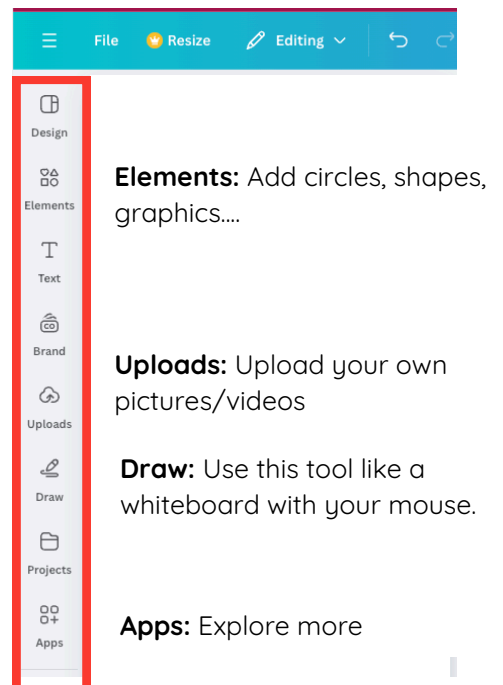 File Resize Editing
Design
Elements
Elements: Add circles, shapes,
graphics....
Text
Brand
CO
Uploads: Upload your own
pictures/videos
Uploads
Draw: Use this tool like a
whiteboard with your mouse.
Draw
Projects
Apps: Explore more
Apps